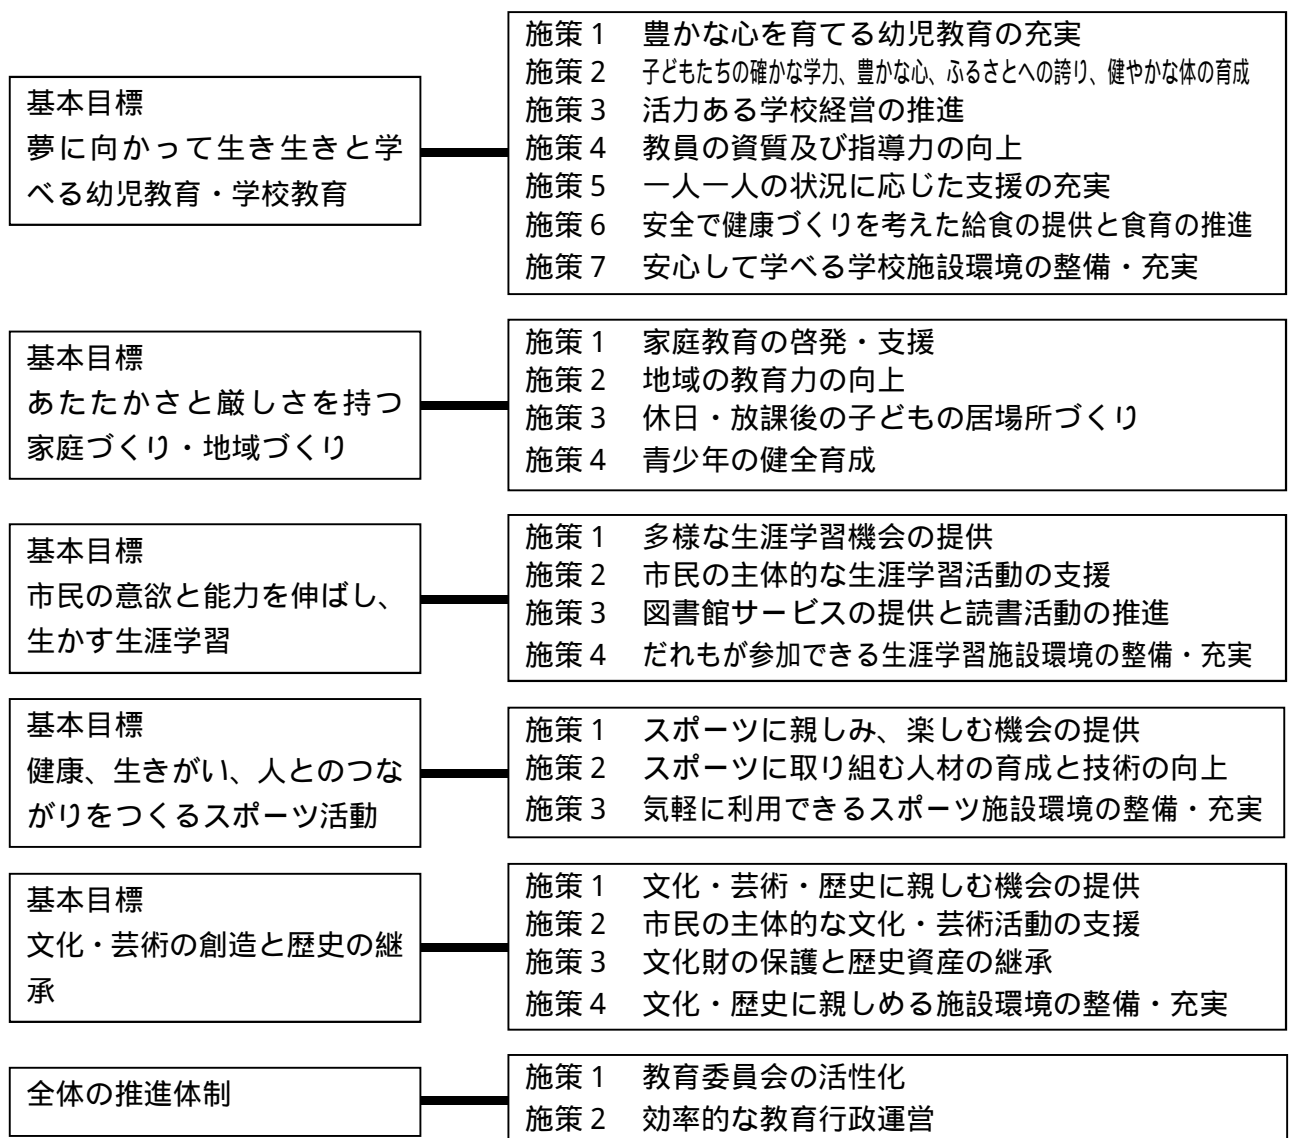 基本目標
夢に向かって生き生きと学
べる幼児教育・学校教育
施策1 豊かな心を育てる幼児教育の充実
施策2 子どもたちの確かな学力、豊かな心、ふるさとへの誇り、健やかな体の育成
施策3 活力ある学校経営の推進
施策4 教員の資質及び指導力の向上
施策5 一人一人の状況に応じた支援の充実
施策6 安全で健康づくりを考えた給食の提供と食育の推進
施策7 安心して学べる学校施設環境の整備・充実
基本目標
あたたかさと厳しさを持つ
家庭づくり・地域づくり
施策1 家庭教育の啓発・支援
施策2 地域の教育力の向上
施策3 休日・放課後の子どもの居場所づくり
施策4 青少年の健全育成
基本目標
市民の意欲と能力を伸ばし、
生かす生涯学習
施策1 多様な生涯学習機会の提供
施策2 市民の主体的な生涯学習活動の支援
施策3 図書館サービスの提供と読書活動の推進
施策4 だれもが参加できる生涯学習施設環境の整備・充実
基本目標
健康、生きがい、人とのつな
がりをつくるスポーツ活動
施策1 スポーツに親しみ、楽しむ機会の提供
施策2 スポーツに取り組む人材の育成と技術の向上
施策3 気軽に利用できるスポーツ施設環境の整備・充実
基本目標
文化・芸術の創造と歴史の継
承
施策1 文化・芸術・歴史に親しむ機会の提供
施策2 市民の主体的な文化・芸術活動の支援
施策3 文化財の保護と歴史資産の継承
施策4 文化・歴史に親しめる施設環境の整備・充実
全体の推進体制
施策1 教育委員会の活性化
施策2 効率的な教育行政運営